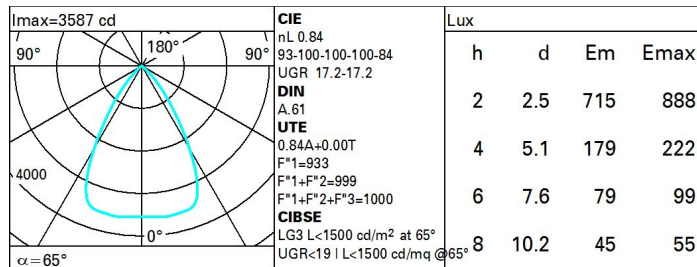 Imax=3587 cd
90°
180°
90°
4000
0°
α=65°
CIE
nL 0.84
93-100-100-100-84
UGR 17.2-17.2
DIN
A.61
UTE
0.84A+0.00T
F"1=933
F"1+F"2=999
F"1+F"2+F"3=1000
CIBSE
LG3 L<1500 cd/m² at 65°
UGR<19 | L<1500 cd/mq @65°
Lux
h d Em Emax
2 2.5 715 888
4 5.1 179 222
6 7.6 79 99
8 10.2 45 55